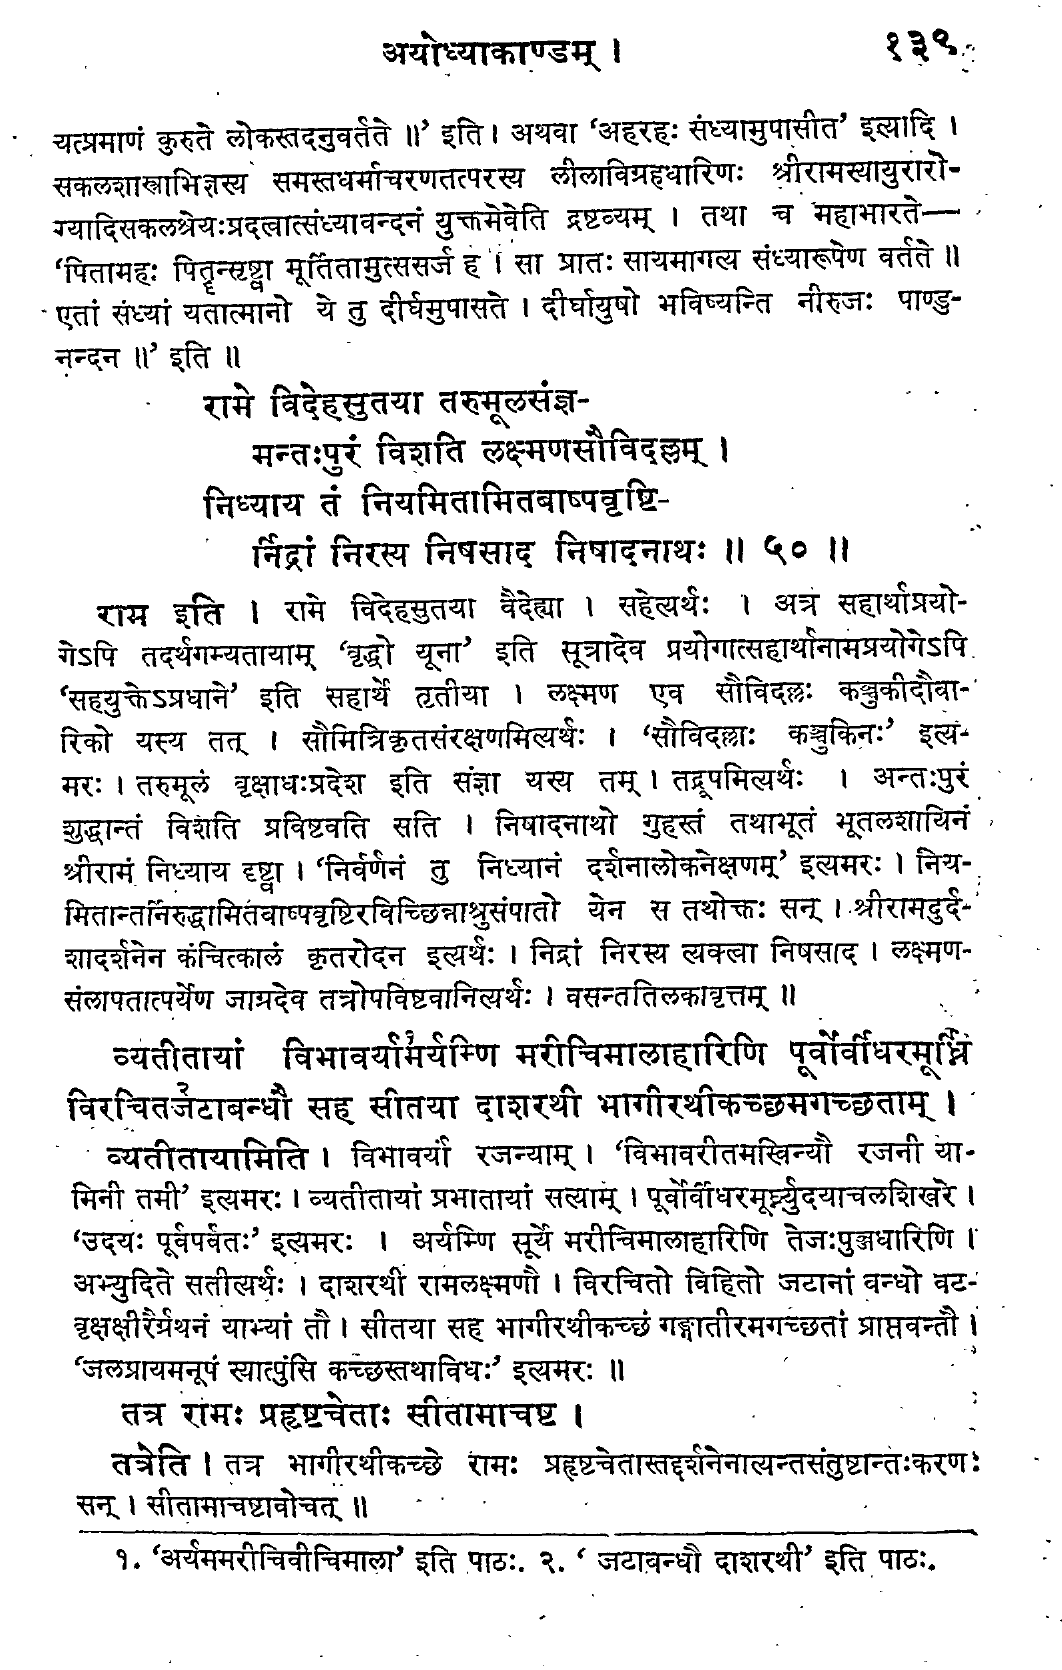 अयोध्याकाण्डम् । १३९
यत्प्रमाणं कुरुते लोकस्तदनुवर्तते ॥’ इति । अथवा ‘अहरहः संध्यामुपासीत’ इत्यादि ।
सकलशास्त्राभिज्ञस्य समस्तधर्माचरणतत्परस्य लीलाविग्रहधारिणः श्रीरामस्यायुरारो-
ग्यादिसकलश्रेयःप्रदत्वात्संध्यावन्दनं युक्तमेवेति द्रष्टव्यम् । तथा च महाभारते—
‘पितामहः पितॄन्सृष्ट्वा मूर्तितामुत्ससर्ज ह । सा प्रातः सायमागत्य संध्यारूपेण वर्तते ॥
एतां संध्यां यतात्मानो ये तु दीर्घमुपासते । दीर्घायुषो भविष्यन्ति नीरुजः पाण्डु-
नन्दन ॥’ इति ॥
रामे विदेहसुतया तरुमूलसंज्ञ-
मन्तःपुरं विशति लक्ष्मणसौविदल्लम् ।
निध्याय तं नियमितामितबाष्पवृष्टि-
र्निद्रां निरस्य निषसाद निषादनाथः ॥ ५० ॥
राम इति । रामे विदेहसुतया वैदेह्या । सहेत्यर्थः । अत्र सहार्थाप्रयो-
गेऽपि तदर्थगम्यतायाम् ‘वृद्धो यूना’ इति सूत्रादेव प्रयोगात्सहार्थानामप्रयोगेऽपि
‘सहयुक्तेऽप्रधाने’ इति सहार्थे तृतीया । लक्ष्मण एव सौविदल्लः कञ्चुकीदौवा-
रिको यस्य तत् । सौमित्रिकृतसंरक्षणमित्यर्थः । ‘सौविदल्लाः कञ्चुकिनः’ इत्य-
मरः । तरुमूलं वृक्षाधःप्रदेश इति संज्ञा यस्य तम् । तद्रूपमित्यर्थः । अन्तःपुरं
शुद्धान्तं विशति प्रविष्टवति सति । निषादनाथो गुहस्तं तथाभूतं भूतलशायिनं
श्रीरामं निध्याय दृष्ट्वा । ‘निर्वर्णनं तु निध्यानं दर्शनालोकनेक्षणम्’ इत्यमरः । निय-
मितान्तर्निरुद्धामितबाष्पवृष्टिरविच्छिन्नाश्रुसंपातो येन स तथोक्तः सन् । श्रीरामदुर्द-
शादर्शनेन कंचित्कालं कृतरोदन इत्यर्थः । निद्रां निरस्य त्यक्त्वा निषसाद । लक्ष्मण-
संलापतात्पर्येण जाग्रदेव तत्रोपविष्टवानित्यर्थः । वसन्ततिलकावृत्तम् ॥
व्यतीतायां विभावर्यामर्यम्णि१ मरीचिमालाहारिणि पूर्वोर्वीधरमूर्ध्नि
विरचितजटाबन्धौ२ सह सीतया दाशरथी भागीरथीकच्छमगच्छताम् ।
व्यतीतायामिति । विभावर्यां रजन्याम् । ‘विभावरीतमस्विन्यौ रजनी या-
मिनी तमी’ इत्यमरः । व्यतीतायां प्रभातायां सत्याम् । पूर्वोर्वीधरमूर्ध्न्युदयाचलशिखरे ।
‘उदयः पूर्वपर्वतः’ इत्यमरः । अर्यम्णि सूर्ये मरीचिमालाहारिणि तेजःपुञ्जधारिणि ।
अभ्युदिते सतीत्यर्थः । दाशरथी रामलक्ष्मणौ । विरचितो विहितो जटानां बन्धो वट-
वृक्षक्षीरैर्ग्रथनं याभ्यां तौ । सीतया सह भागीरथीकच्छं गङ्गातीरमगच्छतां प्राप्तवन्तौ ।
‘जलप्रायमनूपं स्यात्पुंसि कच्छस्तथाविधः’ इत्यमरः ॥
तत्र रामः प्रहृष्टचेताः सीतामाचष्ट ।
तत्रेति । तत्र भागीरथीकच्छे रामः प्रहृष्टचेतास्तद्दर्शनेनात्यन्तसंतुष्टान्तःकरणः
सन् । सीतामाचष्टावोचत् ॥
१. ‘अर्यममरीचिवीचिमाला’ इति पाठः. २. ‘ जटाबन्धौ दाशरथी’ इति पाठः.